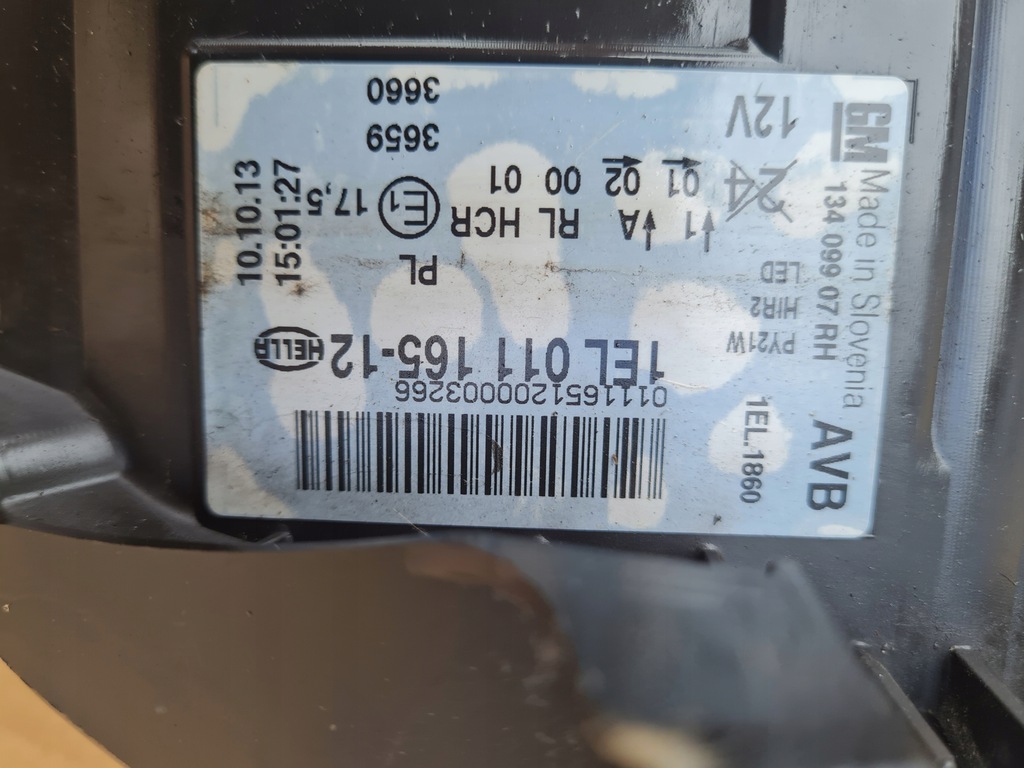 0111651200003266
1EL 011 165-12 HELLA
PY21W
HIR2
LED
PL
1 A RL HCR E1 17,5
24 01 02 00 01 3659
12V
3660
10.10.13
15:01:27
GM Made in Slovenia
134 099 07 RH
AVB
1EL.1860